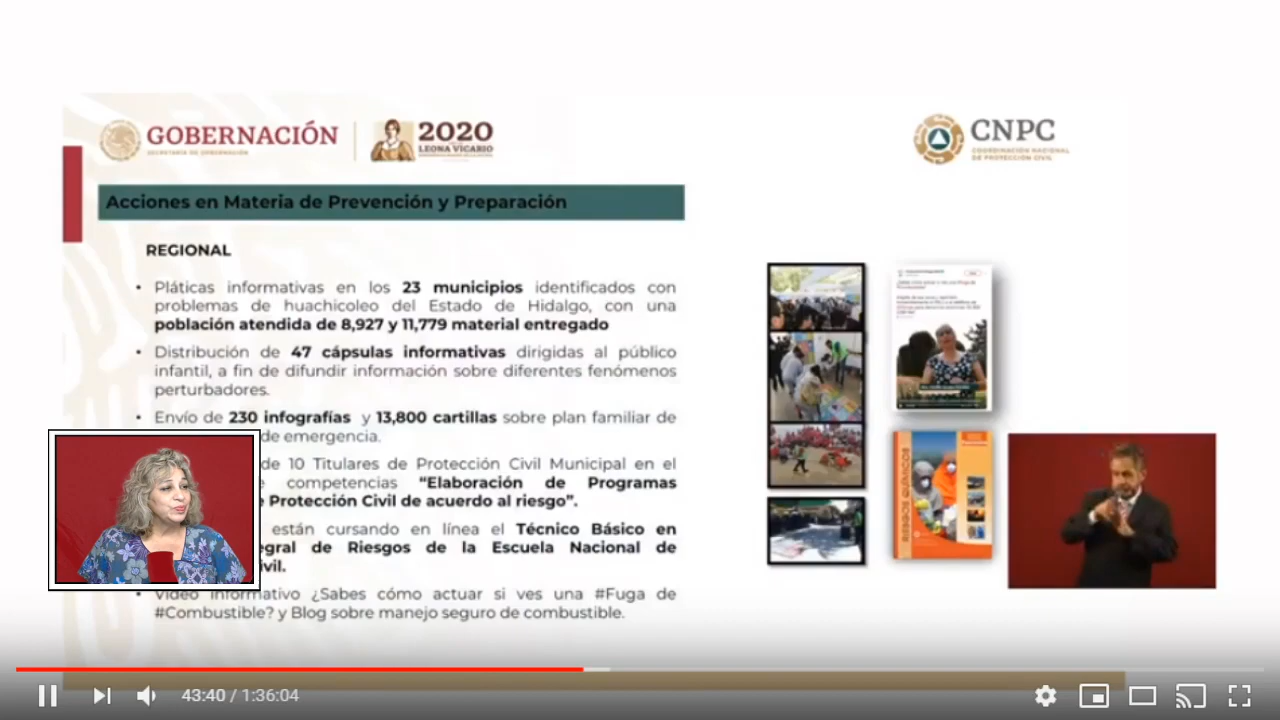 GOBERNACIÓN
SECRETARÍA DE GOBERNACIÓN
2020
LEONA VICARIO
CNPC
COORDINACIÓN NACIONAL
DE PROTECCIÓN CIVIL
Acciones en Materia de Prevención y Preparación
REGIONAL
• Pláticas informativas en los 23 municipios identificados con
problemas de huachicoleo del Estado de Hidalgo, con una
población atendida de 8,927 y 11,779 material entregado
• Distribución de 47 cápsulas informativas dirigidas al público
infantil, a fin de difundir información sobre diferentes fenómenos
perturbadores.
• Envío de 230 infografías y 13,800 cartillas sobre plan familiar de
de emergencia.
de 10 Titulares de Protección Civil Municipal en el
competencias “Elaboración de Programas
Protección Civil de acuerdo al riesgo”.
están cursando en línea el Técnico Básico en
egral de Riesgos de la Escuela Nacional de
ivil.
• Video informativo ¿Sabes cómo actuar si ves una #Fuga de
#Combustible? y Blog sobre manejo seguro de combustible.
RIESGOS QUÍMICOS
43:40 / 1:36:04